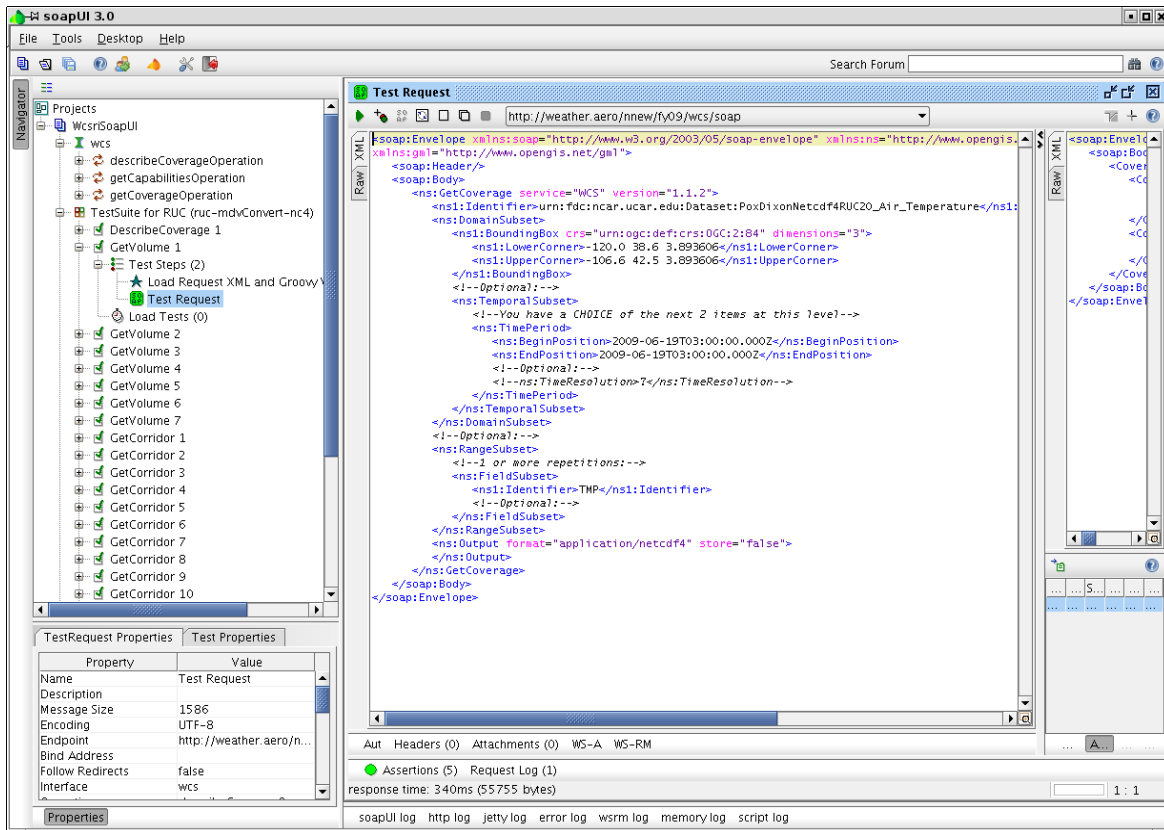 soapUI 3.0
File Tools Desktop Help
Search Forum
Navigator
Projects
WcsriSoapUI
wcs
describeCoverageOperation
getCapabilitiesOperation
getCoverageOperation
TestSuite for RUC (ruc-mdvConvert-nc4)
DescribeCoverage 1
GetVolume 1
Test Steps (2)
Load Request XML and Groovy V
Test Request
Load Tests (0)
GetVolume 2
GetVolume 3
GetVolume 4
GetVolume 5
GetVolume 6
GetVolume 7
GetCorridor 1
GetCorridor 2
GetCorridor 3
GetCorridor 4
GetCorridor 5
GetCorridor 6
GetCorridor 7
GetCorridor 8
GetCorridor 9
GetCorridor 10
TestRequest Properties Test Properties
Property Value
Name Test Request
Description
Message Size 1586
Encoding UTF-8
Endpoint http://weather.aero/n...
Bind Address
Follow Redirects false
Interface wcs
Properties
Test Request
http://weather.aero/nnew/fy09/wcs/soap
XML
Raw
<soap:Envelope xmlns:soap="http://www.w3.org/2003/05/soap-envelope" xmlns:ns="http://www.opengis.
xmlns:gml="http://www.opengis.net/gml">
<soap:Header/>
<soap:Body>
<ns:GetCoverage service="WCS" version="1.1.2">
<ns1:Identifier>urn:fdc:ncar.ucar.edu:Dataset:PoxDixonNetcdf4RUC20_Air_Temperature</ns1:
<ns:DomainSubset>
<ns1:BoundingBox crs="urn:ogc:def:crs:OGC:2:84" dimensions="3">
<ns1:LowerCorner>-120.0 38.6 3.893606</ns1:LowerCorner>
<ns1:UpperCorner>-106.6 42.5 3.893606</ns1:UpperCorner>
</ns1:BoundingBox>
<!--Optional:-->
<ns:TemporalSubset>
<!--You have a CHOICE of the next 2 items at this level-->
<ns:TimePeriod>
<ns:BeginPosition>2009-06-19T03:00:00.000Z</ns:BeginPosition>
<ns:EndPosition>2009-06-19T03:00:00.000Z</ns:EndPosition>
<!--Optional:-->
<!--ns:TimeResolution>?</ns:TimeResolution-->
</ns:TimePeriod>
</ns:TemporalSubset>
</ns:DomainSubset>
<!--Optional:-->
<ns:RangeSubset>
<!--1 or more repetitions:-->
<ns:FieldSubset>
<ns1:Identifier>TMP</ns1:Identifier>
<!--Optional:-->
</ns:FieldSubset>
</ns:RangeSubset>
<ns:Output format="application/netcdf4" store="false">
</ns:Output>
</ns:GetCoverage>
</soap:Body>
</soap:Envelope>
Aut Headers (0) Attachments (0) WS-A WS-RM
Assertions (5) Request Log (1)
response time: 340ms (55755 bytes)
1 : 1
XML
Raw
<soap:Envelo
<soap:Bod
<Cover
<Co
</C
<Co
</C
</Cove
</soap:Bo
</soap:Envel
... ... S... ... ... ...
... ... ... ... ... ...
... A... ... ...
soapUI log http log jetty log error log wsrm log memory log script log